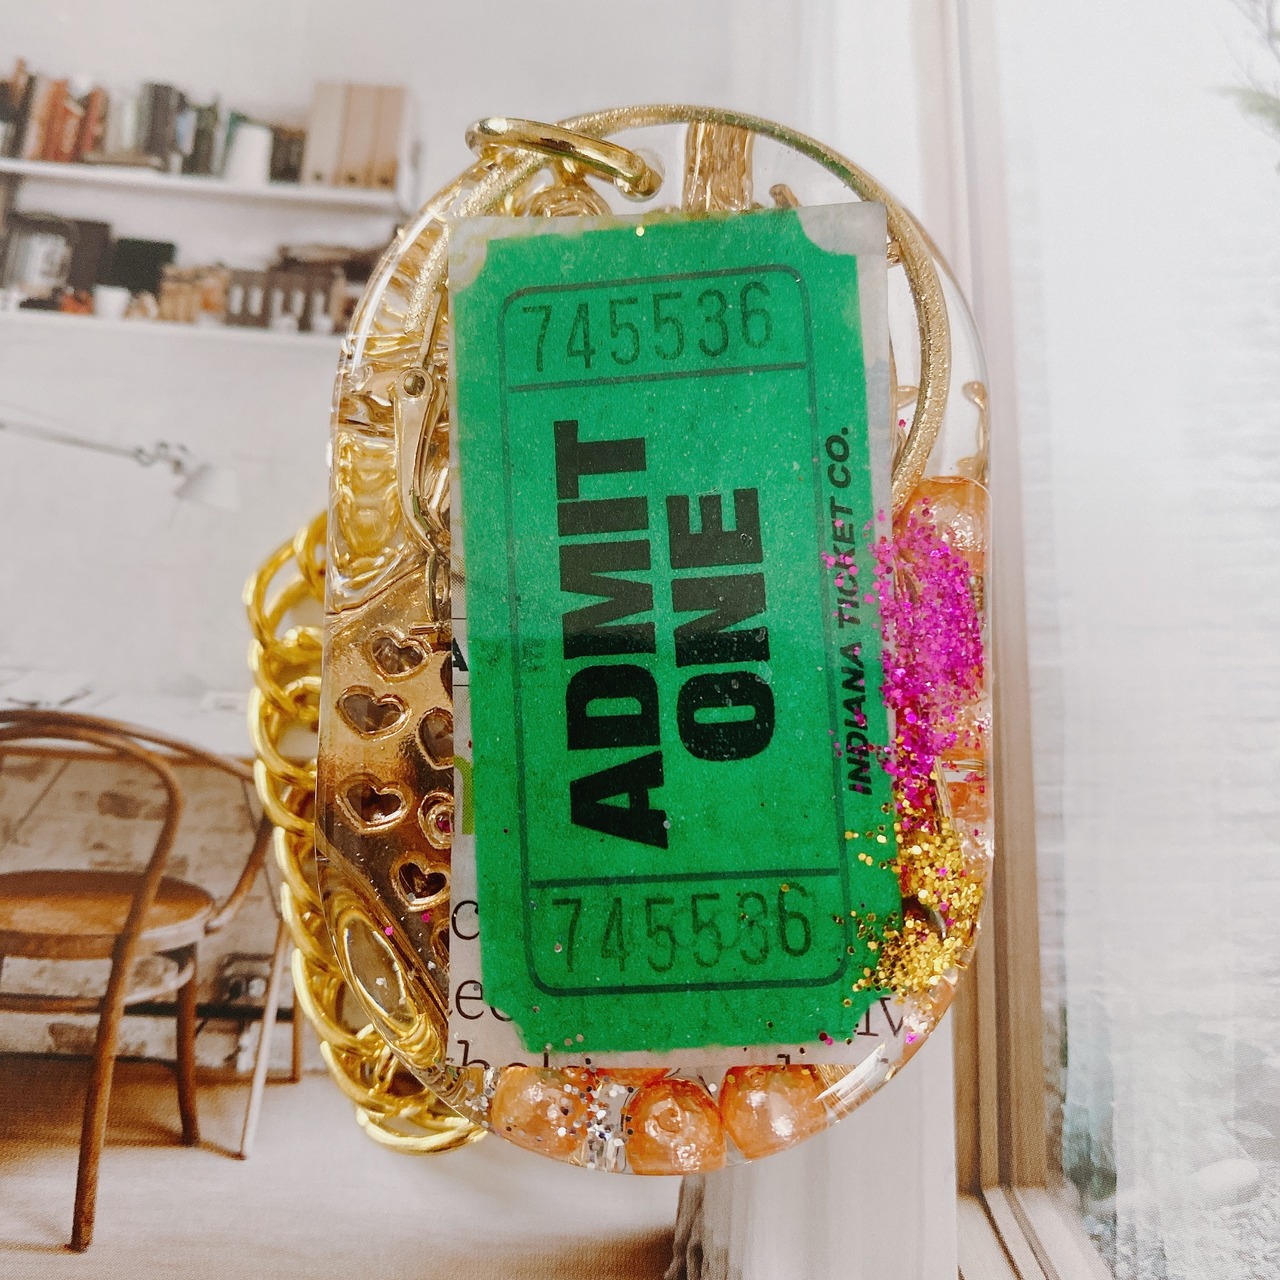 745536
ADMIT
ONE
INDIANA TICKET CO.
745536